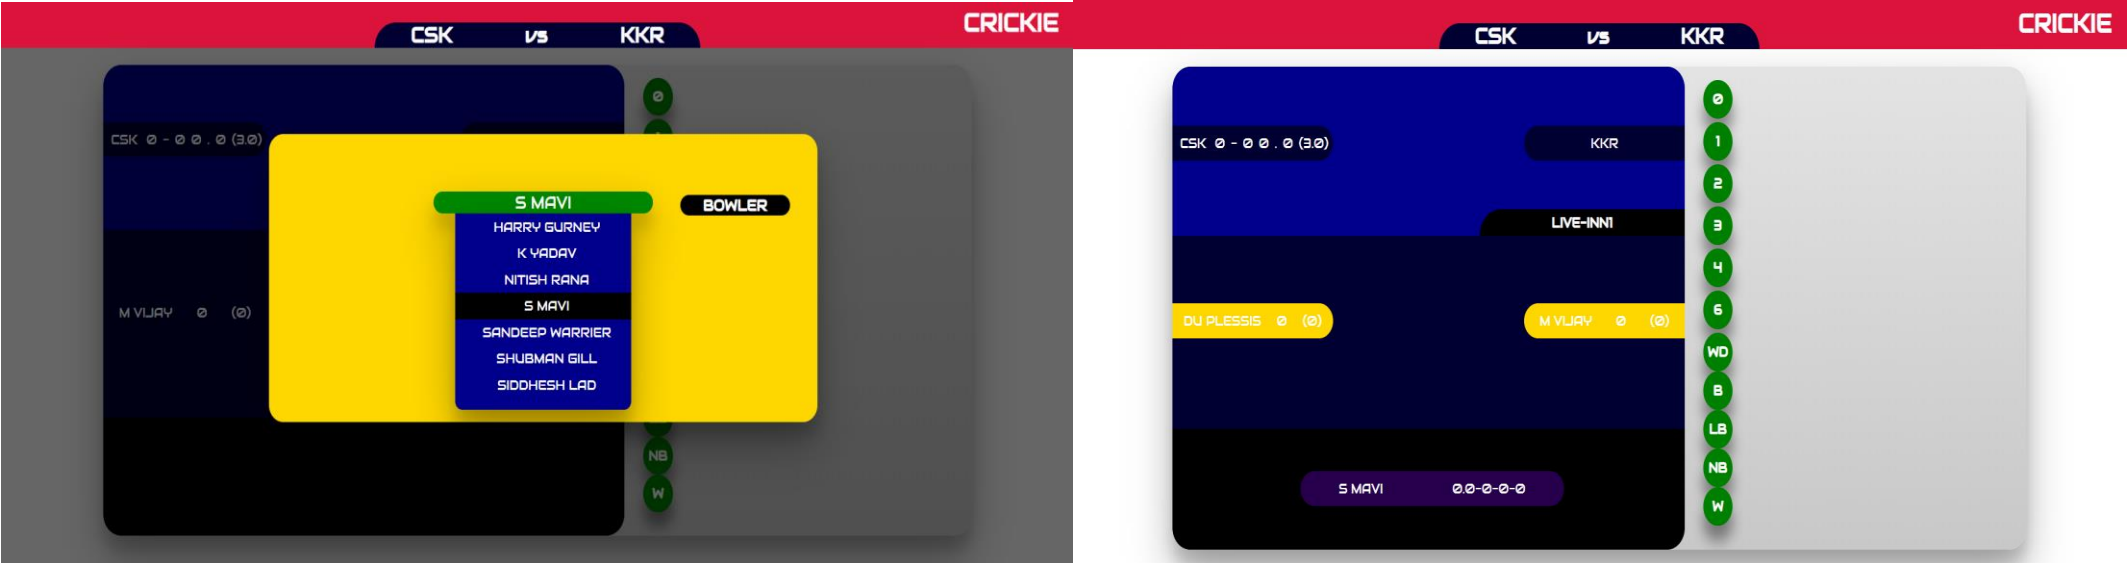 CRICKIE
CSK VS KKR
0
CSK 0 - 0 0 . 0 (3.0)
S MAVI
BOWLER
HARRY GURNEY
K YADAV
NITISH RANA
S MAVI
SANDEEP WARRIER
SHUBMAN GILL
SIDDHESH LAD
M VIJAY 0 (0)
NB
W
CRICKIE
CSK VS KKR
CSK 0 - 0 0 . 0 (3.0)
KKR
LIVE-INN1
DU PLESSIS 0 (0)
M VIJAY 0 (0)
S MAVI 0.0-0-0-0
0
1
2
3
4
6
WD
B
LB
NB
W